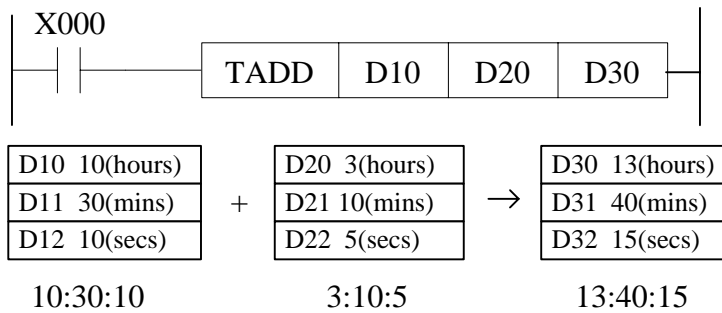 X000
TADD D10 D20 D30
D10 10(hours) D20 3(hours) D30 13(hours)
D11 30(mins) + D21 10(mins) → D31 40(mins)
D12 10(secs) D22 5(secs) D32 15(secs)
10:30:10 3:10:5 13:40:15